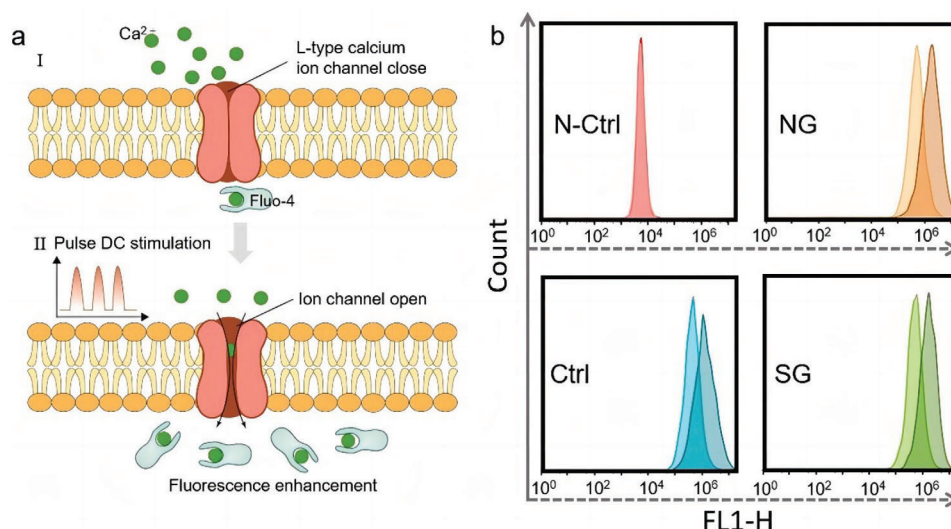 a
I
Ca²⁺
L-type calcium
ion channel close
Fluo-4
II Pulse DC stimulation
Ion channel open
Fluorescence enhancement
b
Count
N-Ctrl
10⁰ 10² 10⁴ 10⁶
NG
10⁰ 10² 10⁴ 10⁶
Ctrl
10⁰ 10² 10⁴ 10⁶
SG
10⁰ 10² 10⁴ 10⁶
FL1-H